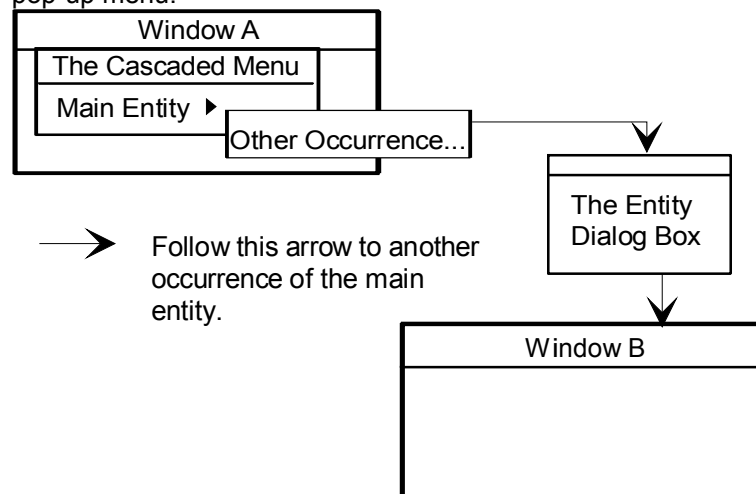 pop-up menu.
Window A
The Cascaded Menu
Main Entity
Other Occurrence...
The Entity
Dialog Box
Follow this arrow to another
occurrence of the main
entity.
Window B